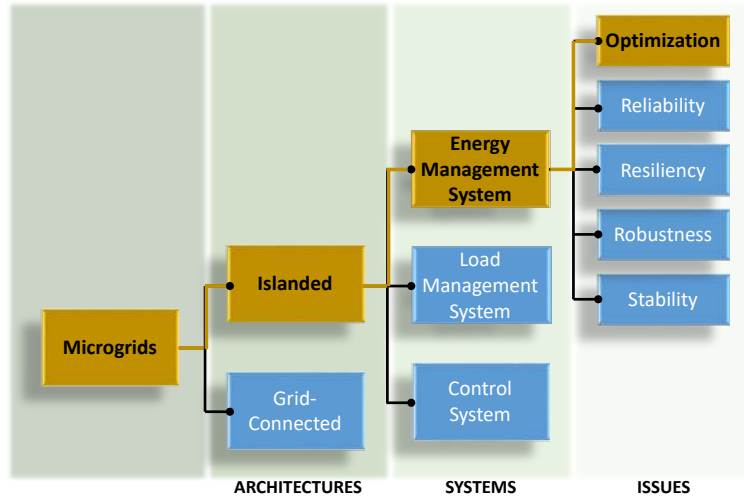 Microgrids
Islanded
Grid-
Connected
Energy
Management
System
Load
Management
System
Control
System
Optimization
Reliability
Resiliency
Robustness
Stability
ARCHITECTURES
SYSTEMS
ISSUES